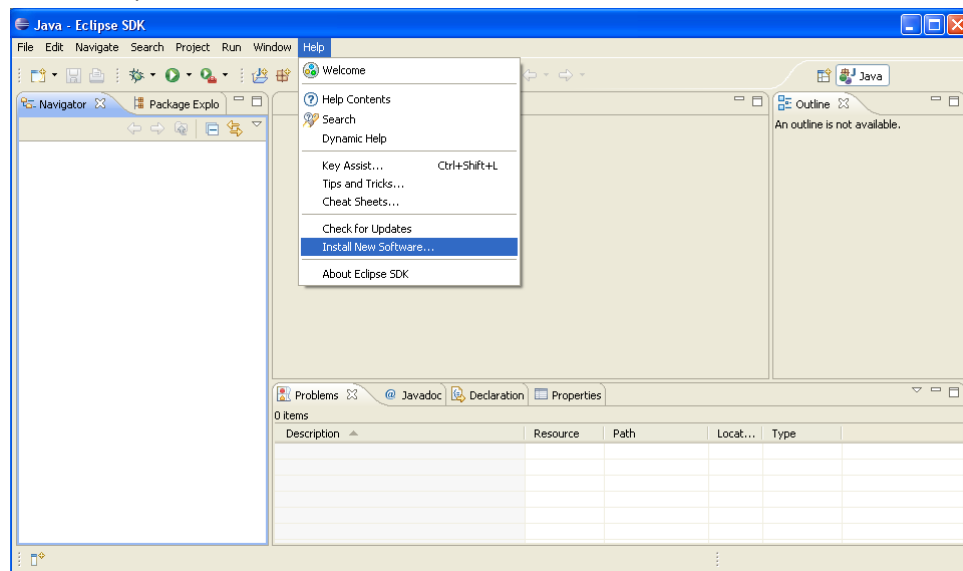 Java - Eclipse SDK
File Edit Navigate Search Project Run Window Help
Java
Welcome
Help Contents
Search
Dynamic Help
Key Assist... Ctrl+Shift+L
Tips and Tricks...
Cheat Sheets...
Check for Updates
Install New Software...
About Eclipse SDK
Navigator Package Explo
Outline
An outline is not available.
Problems @ Javadoc Declaration Properties
0 items
Description Resource Path Locat... Type